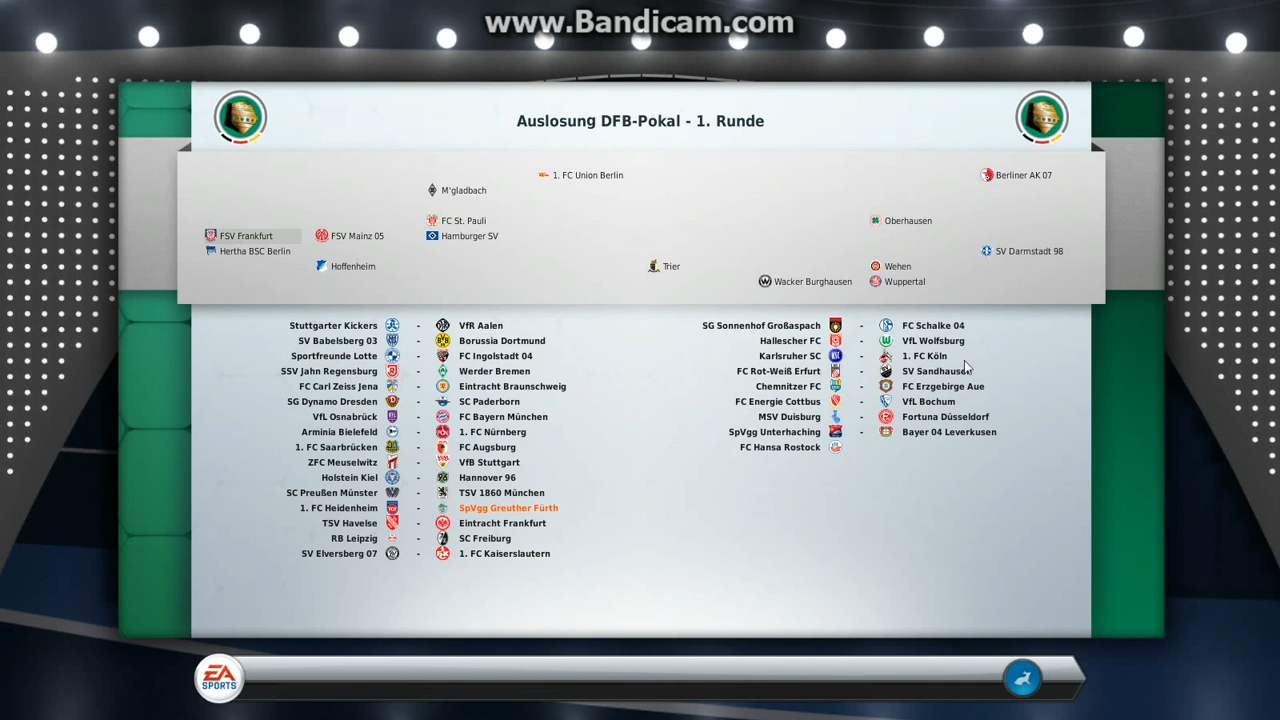 www.Bandicam.com
Auslosung DFB-Pokal - 1. Runde
1. FC Union Berlin
Berliner AK 07
M'gladbach
FC St. Pauli
Oberhausen
FSV Frankfurt
FSV Mainz 05
Hamburger SV
Hertha BSC Berlin
SV Darmstadt 98
Hoffenheim
Trier
Wehen
Wacker Burghausen
Wuppertal
Stuttgarter Kickers - VfR Aalen
SV Babelsberg 03 - Borussia Dortmund
Sportfreunde Lotte - FC Ingolstadt 04
SSV Jahn Regensburg - Werder Bremen
FC Carl Zeiss Jena - Eintracht Braunschweig
SG Dynamo Dresden - SC Paderborn
VfL Osnabrück - FC Bayern München
Arminia Bielefeld - 1. FC Nürnberg
1. FC Saarbrücken - FC Augsburg
ZFC Meuselwitz - VfB Stuttgart
Holstein Kiel - Hannover 96
SC Preußen Münster - TSV 1860 München
1. FC Heidenheim - SpVgg Greuther Fürth
TSV Havelse - Eintracht Frankfurt
RB Leipzig - SC Freiburg
SV Elversberg 07 - 1. FC Kaiserslautern
SG Sonnenhof Großaspach - FC Schalke 04
Hallescher FC - VfL Wolfsburg
Karlsruher SC - 1. FC Köln
FC Rot-Weiß Erfurt - SV Sandhausen
Chemnitzer FC - FC Erzgebirge Aue
FC Energie Cottbus - VfL Bochum
MSV Duisburg - Fortuna Düsseldorf
SpVgg Unterhaching - Bayer 04 Leverkusen
FC Hansa Rostock
EA
SPORTS